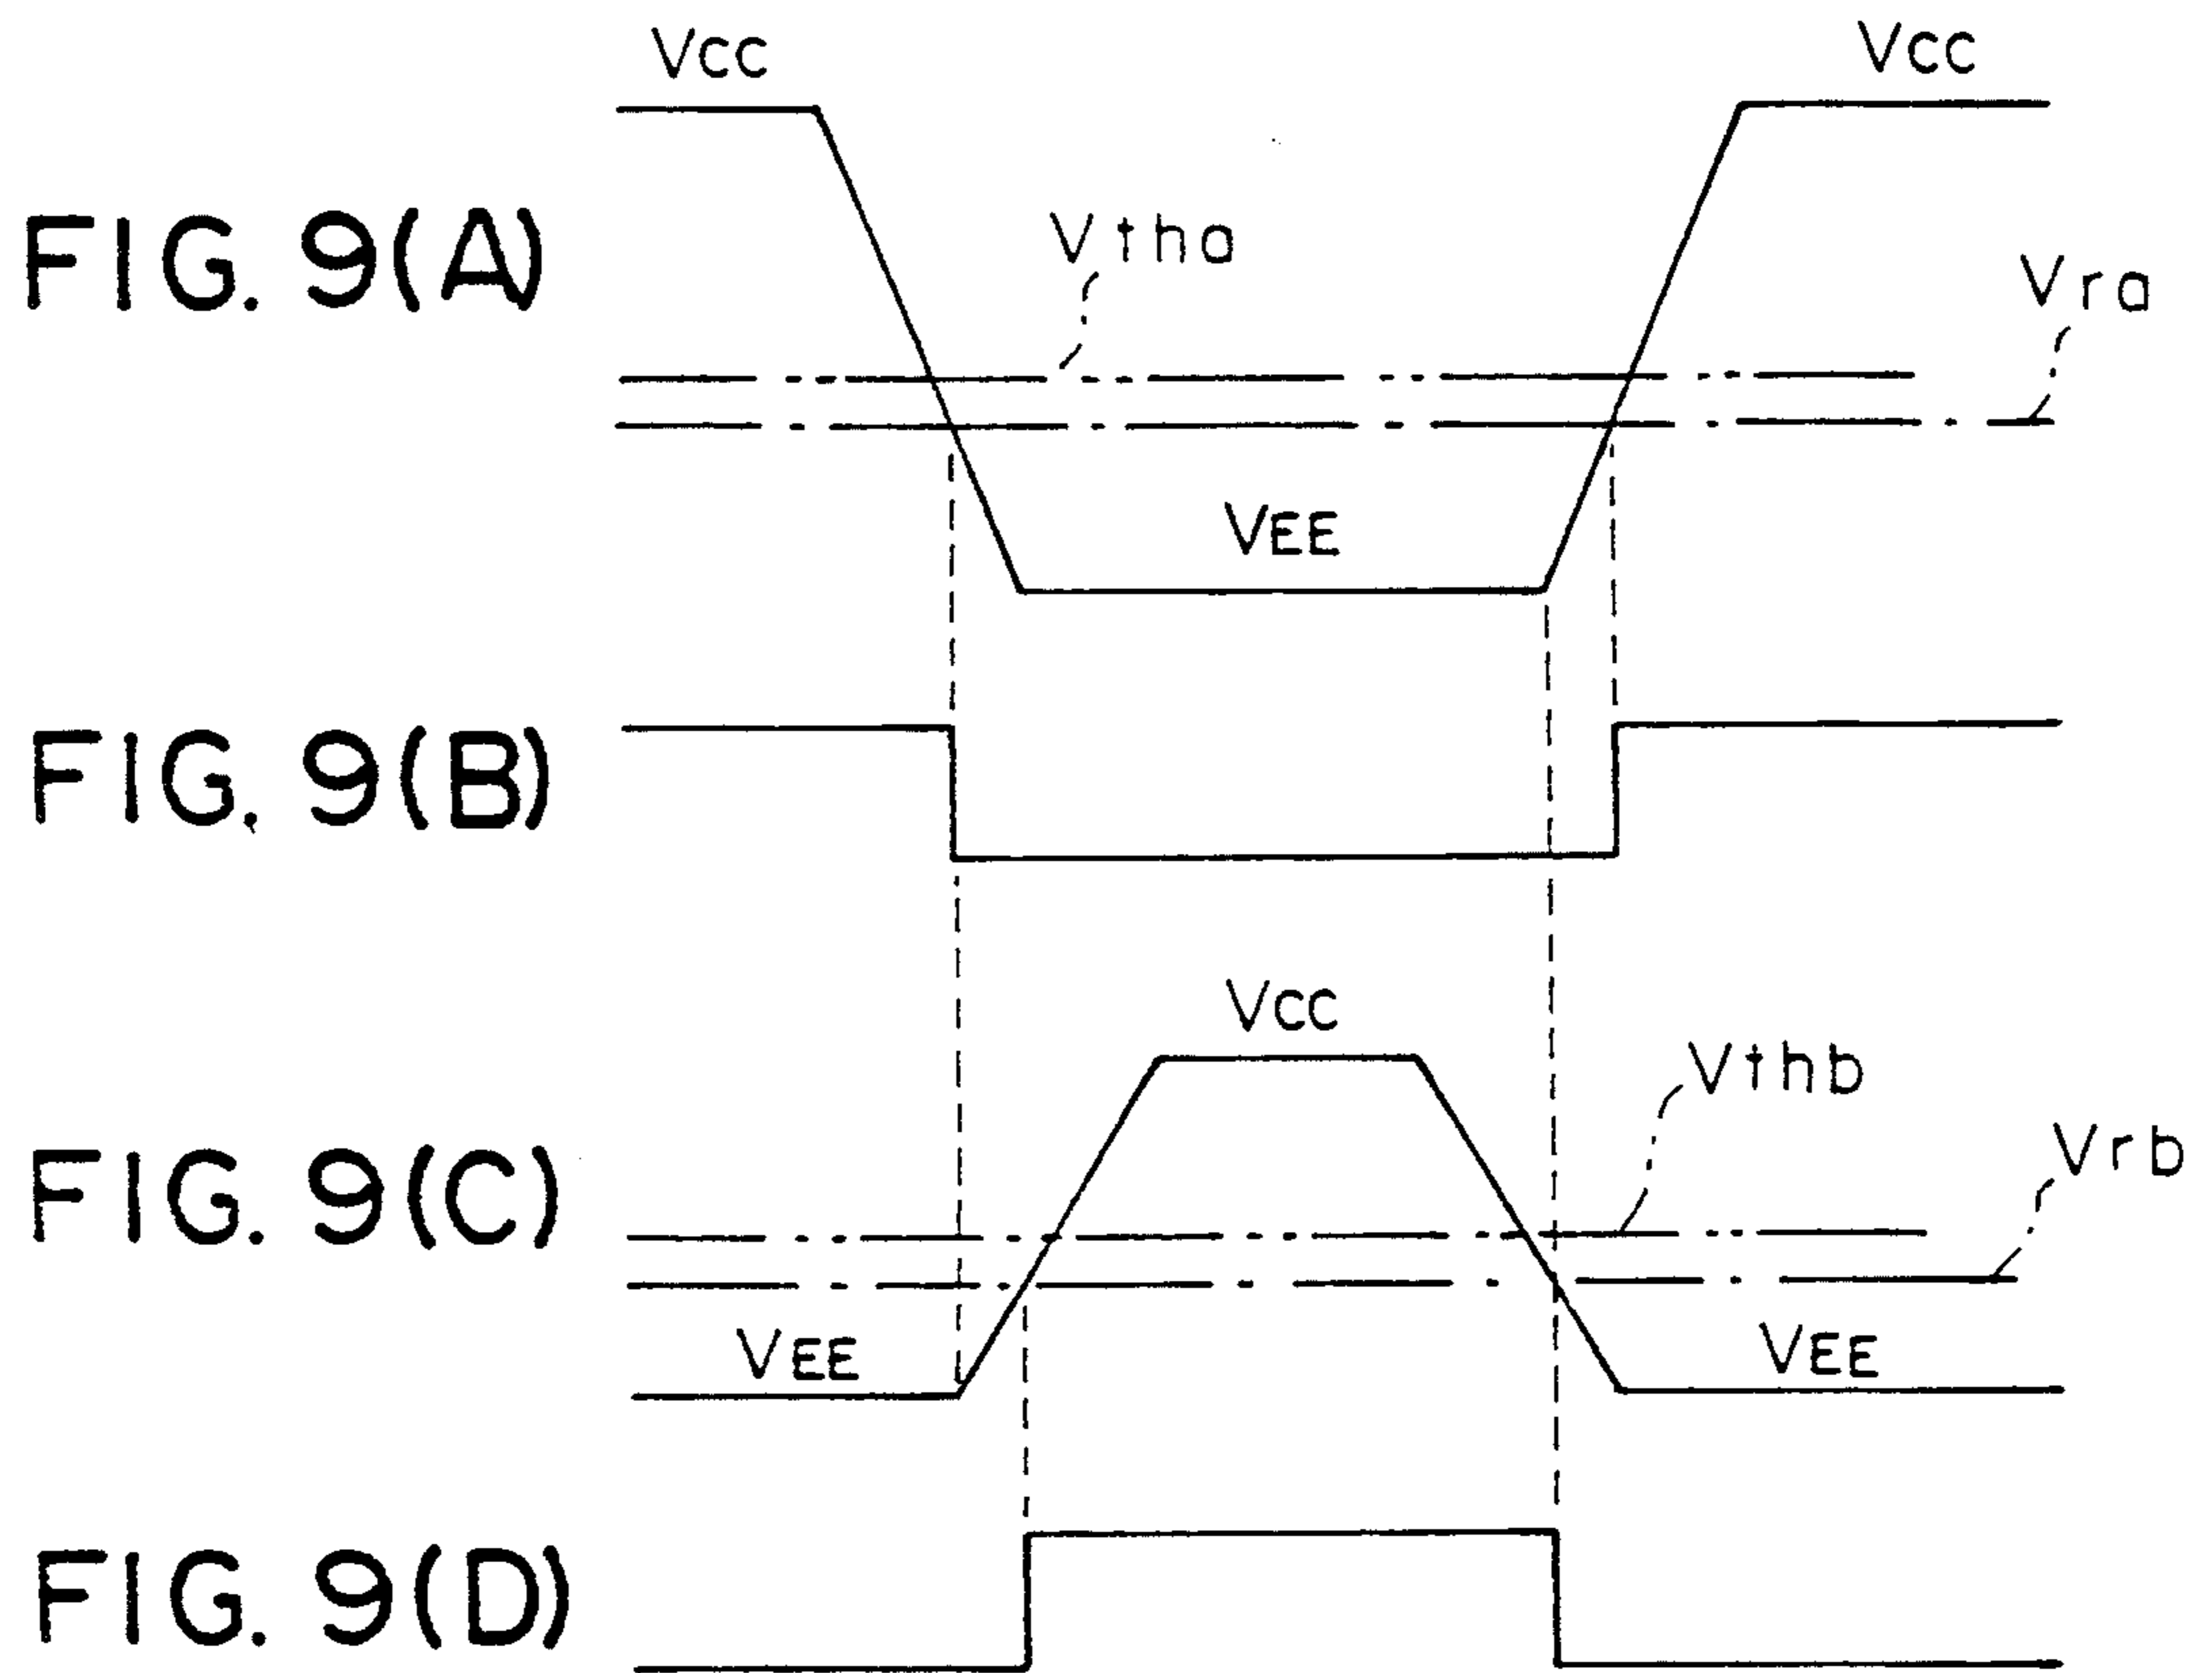 VCC
VCC
FIG. 9(A)
Vtha
Vra
VEE
FIG. 9(B)
VCC
Vthb
Vrb
FIG. 9(C)
VEE
VEE
FIG. 9(D)